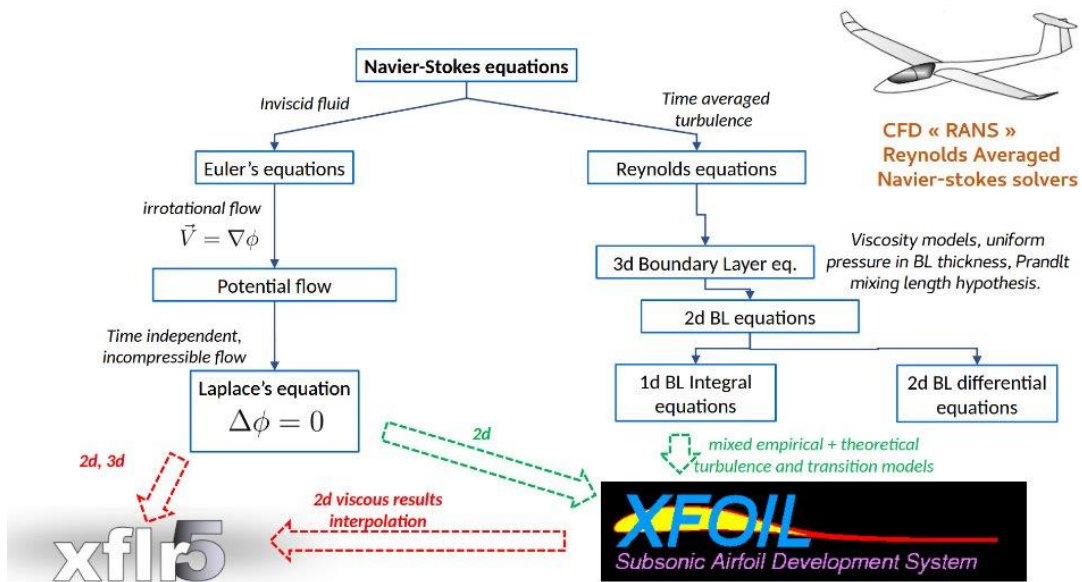 Navier-Stokes equations
Inviscid fluid
Time averaged
turbulence
CFD « RANS »
Reynolds Averaged
Navier-stokes solvers
Euler's equations
Reynolds equations
irrotational flow
V⃗ = ∇ϕ
Viscosity models, uniform
pressure in BL thickness, Prandlt
mixing length hypothesis.
3d Boundary Layer eq.
Potential flow
2d BL equations
Time independent,
incompressible flow
Laplace's equation
Δϕ = 0
1d BL Integral
equations
2d BL differential
equations
2d
mixed empirical + theoretical
turbulence and transition models
2d, 3d
2d viscous results
interpolation
xflr5
XFOIL
Subsonic Airfoil Development System